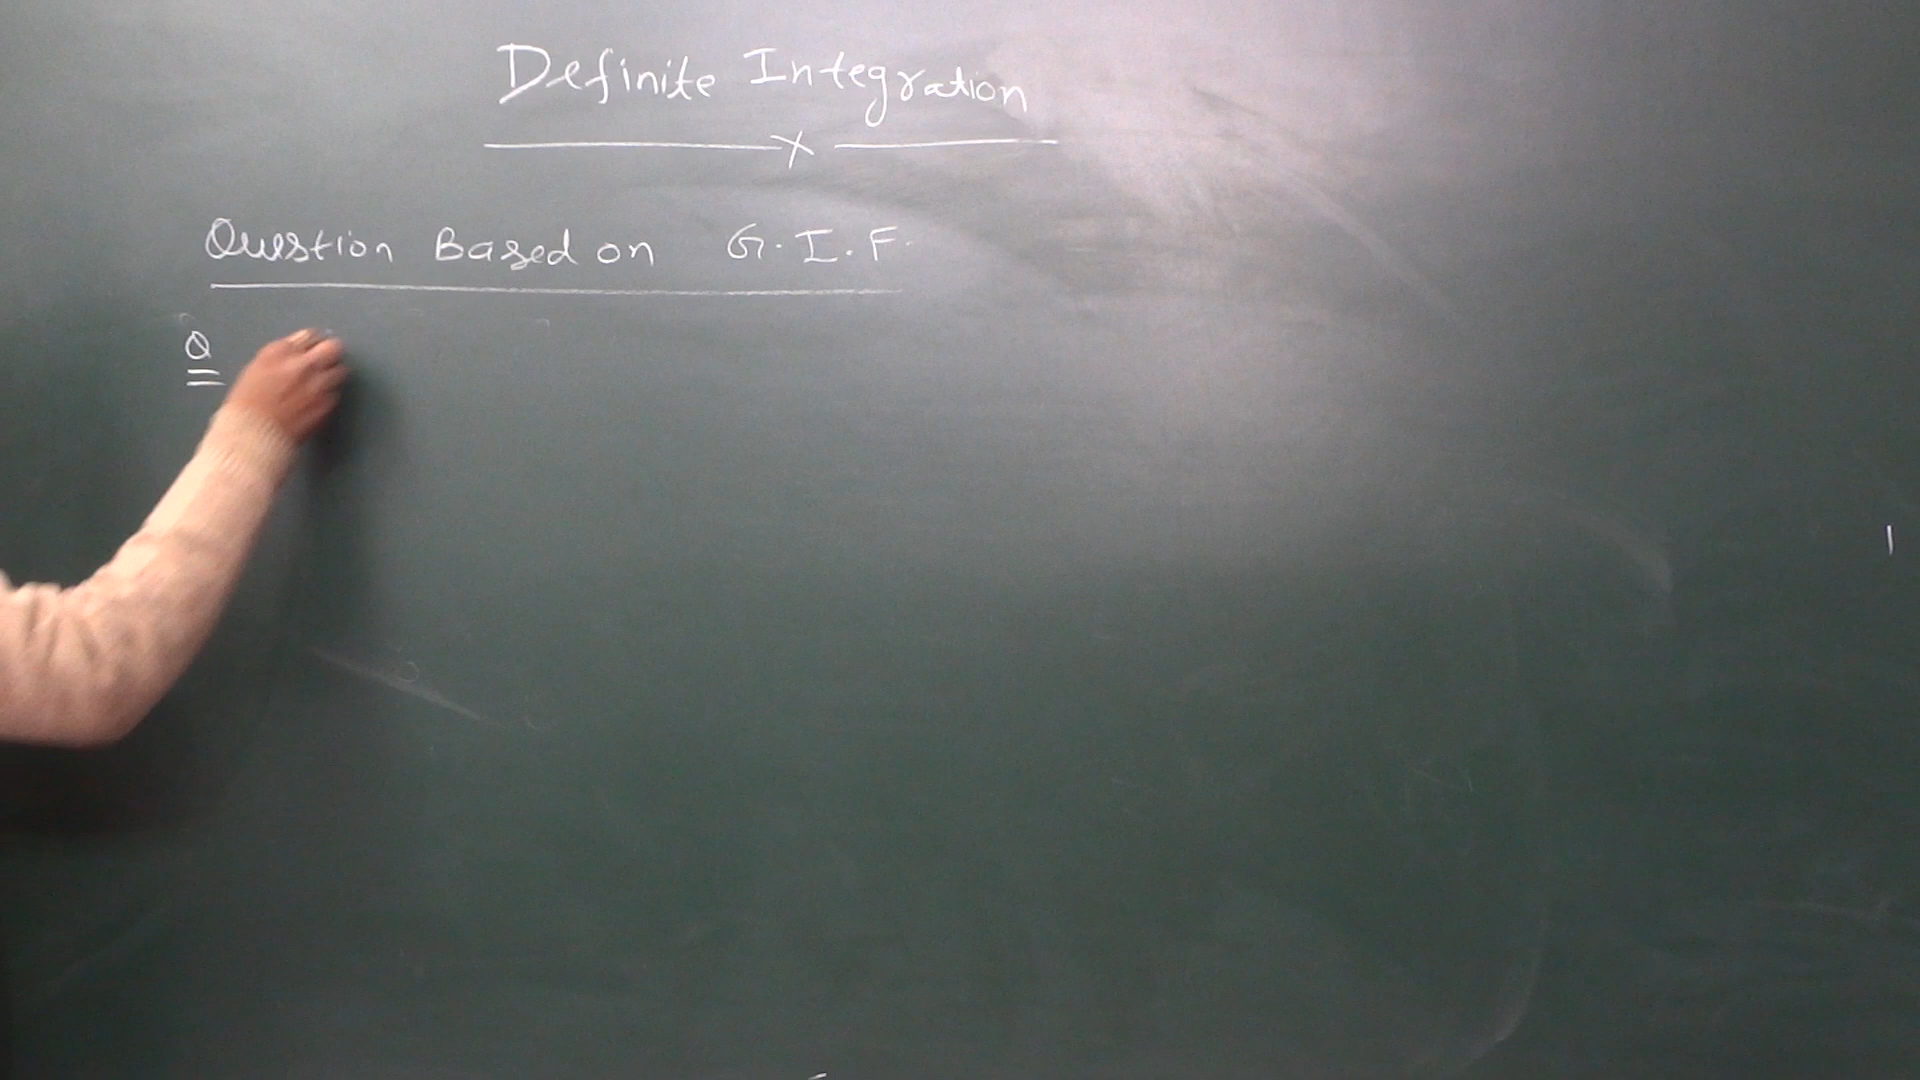 Definite Integration
Question Based on G.I.F.
Q